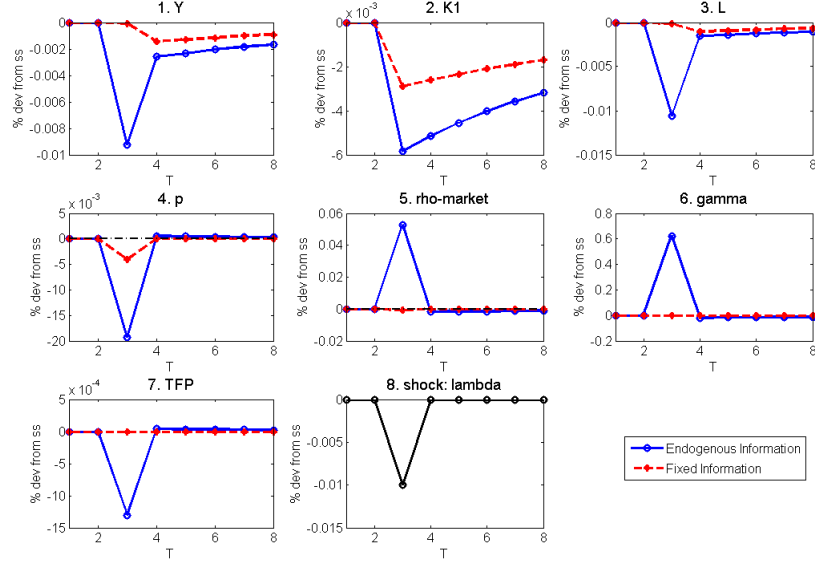 1. Y
% dev from ss
0
-0.002
-0.004
-0.006
-0.008
-0.01
2 4 6 8
T
2. K1
x 10^-3
% dev from ss
0
-2
-4
-6
2 4 6 8
T
3. L
% dev from ss
0
-0.005
-0.01
-0.015
2 4 6 8
T
4. p
x 10^-3
% dev from ss
5
0
-5
-10
-15
-20
2 4 6 8
T
5. rho-market
% dev from ss
0.06
0.04
0.02
0
-0.02
2 4 6 8
T
6. gamma
% dev from ss
0.8
0.6
0.4
0.2
0
-0.2
2 4 6 8
T
7. TFP
x 10^-4
% dev from ss
5
0
-5
-10
-15
2 4 6 8
T
8. shock: lambda
% dev from ss
0
-0.005
-0.01
-0.015
2 4 6 8
T
Endogenous Information
Fixed Information